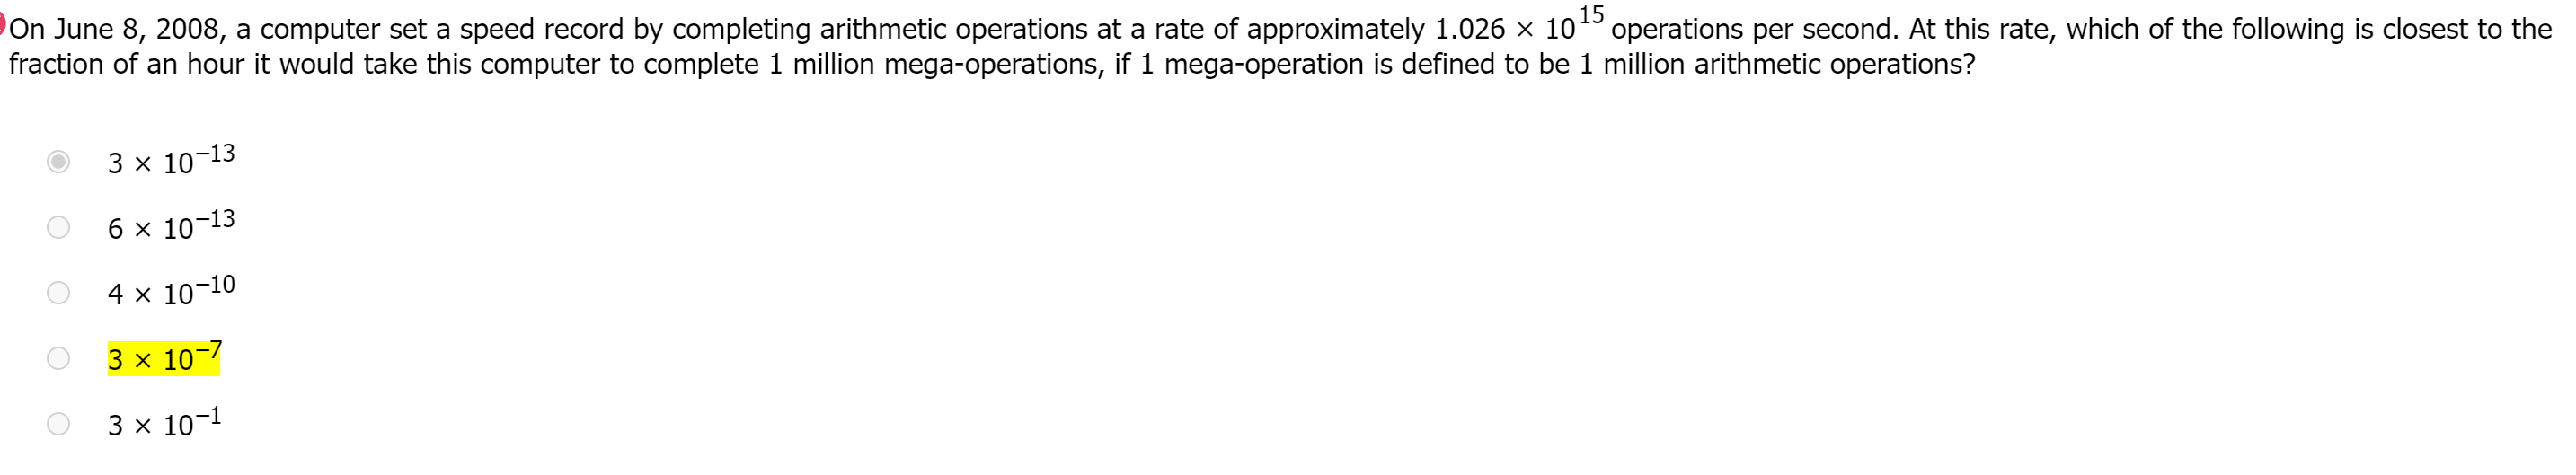 On June 8, 2008, a computer set a speed record by completing arithmetic operations at a rate of approximately 1.026 × 10^15 operations per second. At this rate, which of the following is closest to the
fraction of an hour it would take this computer to complete 1 million mega-operations, if 1 mega-operation is defined to be 1 million arithmetic operations?
3 × 10^−13
6 × 10^−13
4 × 10^−10
3 × 10^−7
3 × 10^−1